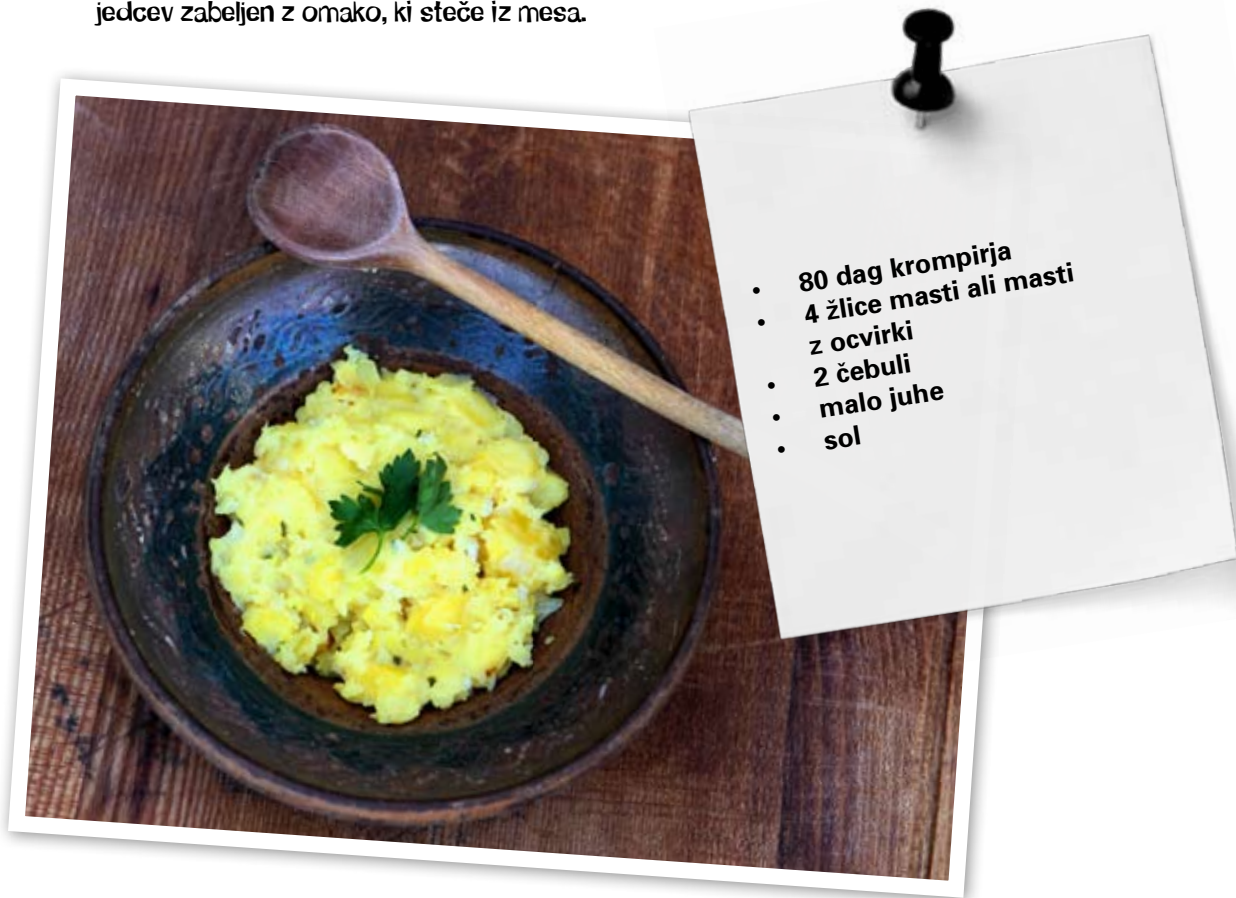 jedcev zabeljen z omako, ki steče iz mesa.
• 80 dag krompirja
• 4 žlice masti ali masti
z ocvirki
• 2 čebuli
• malo juhe
• sol